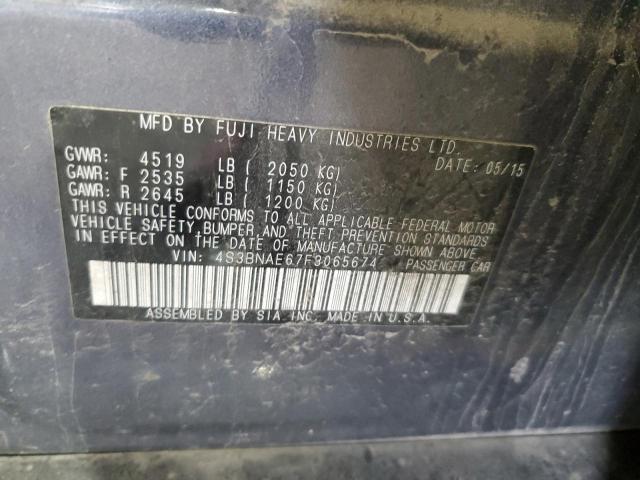 MFD BY FUJI HEAVY INDUSTRIES LTD.
DATE: 05/15
GVWR: 4519 LB ( 2050 KG)
GAWR: F 2535 LB ( 1150 KG)
GAWR: R 2645 LB ( 1200 KG)
THIS VEHICLE CONFORMS TO ALL APPLICABLE FEDERAL MOTOR
VEHICLE SAFETY, BUMPER, AND THEFT PREVENTION STANDARDS
IN EFFECT ON THE DATE OF MANUFACTURE SHOWN ABOVE
VIN: 4S3BNAE67F3065674 PASSENGER CAR
ASSEMBLED BY SIA INC. MADE IN U.S.A.